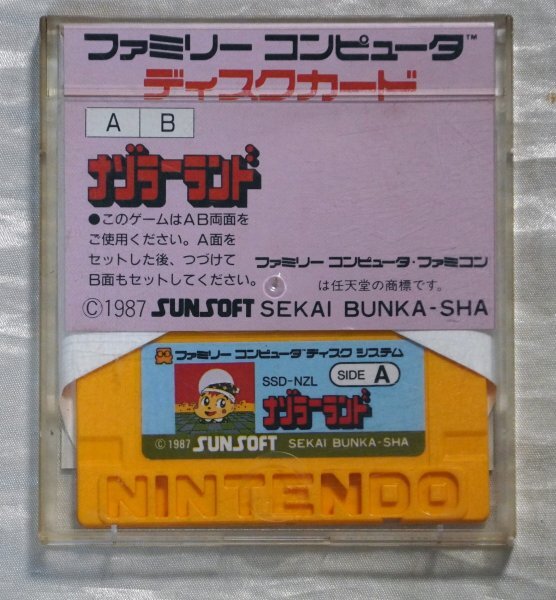 ファミリー コンピュータ™
ディスクカード
A B
ナゾラーランド
●このゲームはAB両面を
ご使用ください。A面を
セットした後、つづけて
B面もセットしてください。
ファミリー コンピュータ・ファミコン
は任天堂の商標です。
©1987 SUNSOFT SEKAI BUNKA-SHA
ファミリー コンピュータ ディスク システム
SSD-NZL SIDE A
ナゾラーランド
©1987 SUNSOFT SEKAI BUNKA-SHA
NINTENDO